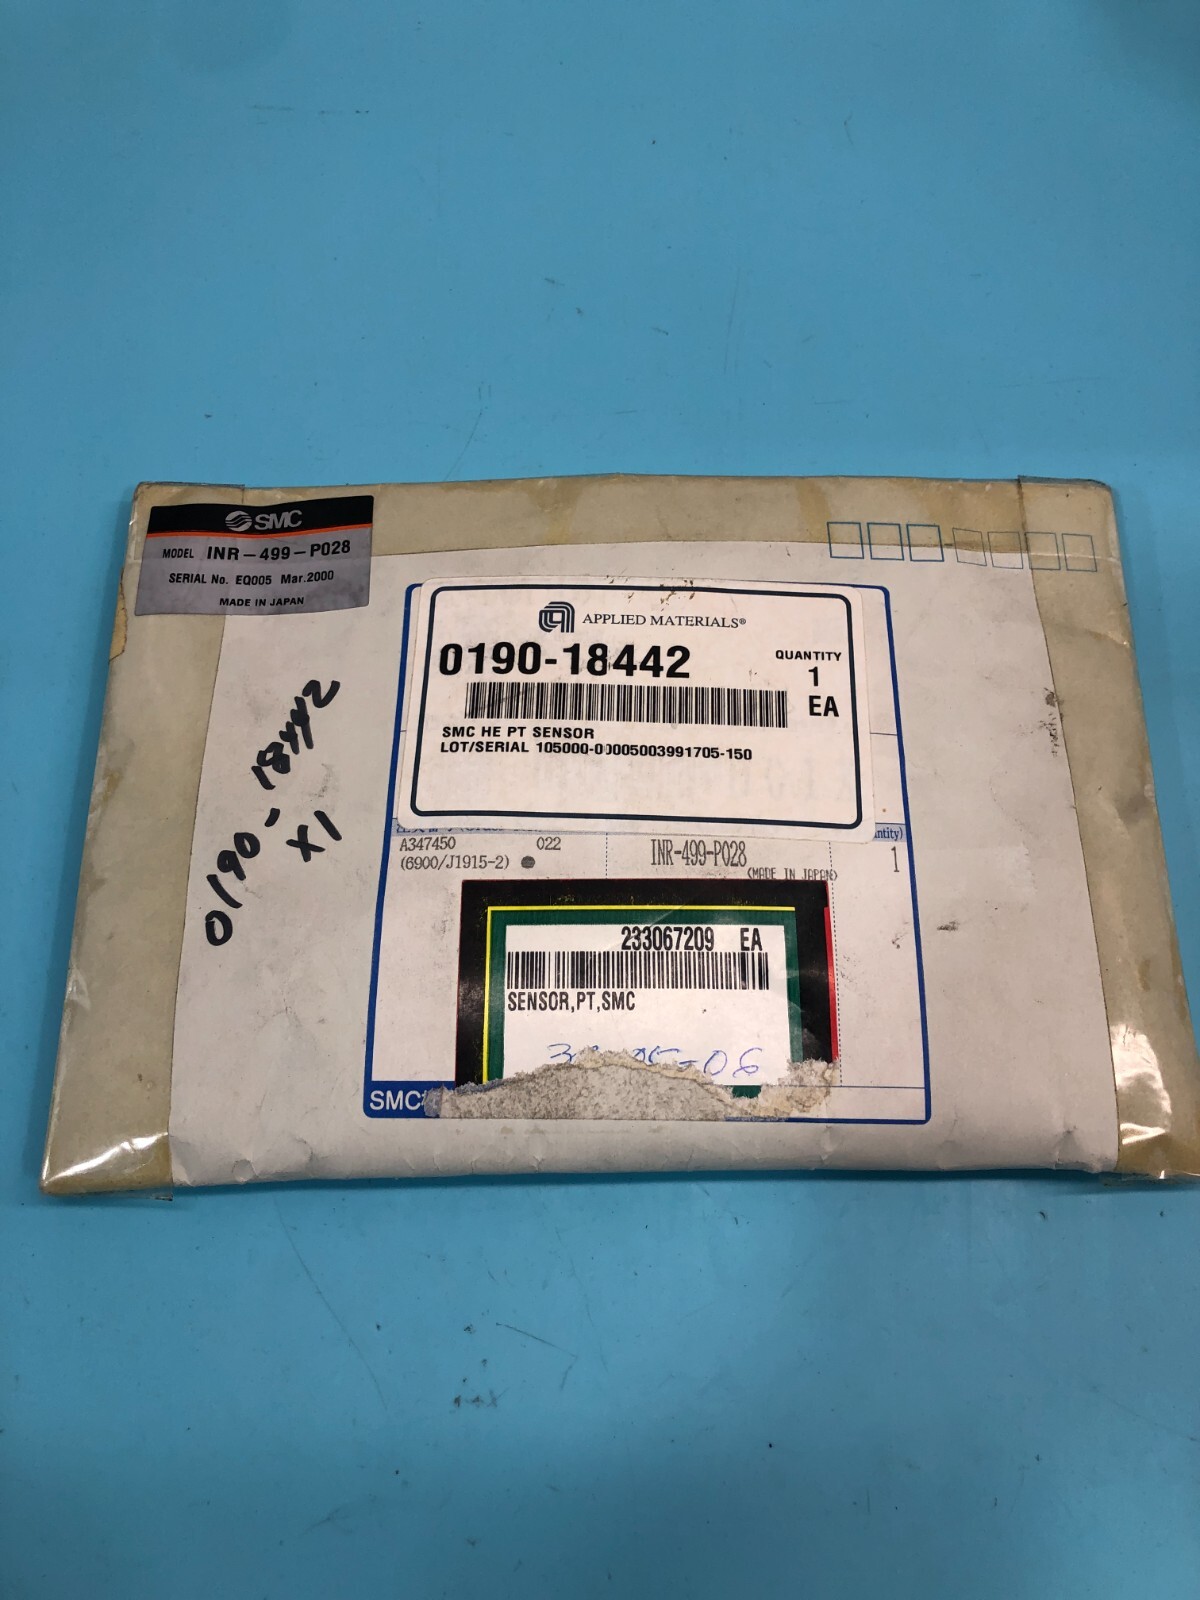 SMC
MODEL INR-499-P028
SERIAL No. EQ005 Mar.2000
MADE IN JAPAN
APPLIED MATERIALS®
0190-18442
QUANTITY
1
EA
SMC HE PT SENSOR
LOT/SERIAL 105000-00005003991705-150
0190-18442
X1
ntity)
A347450 022 INR-499-P028 1
(6900/J1915-2) (MADE IN JAPAN)
233067209 EA
SENSOR,PT,SMC
SMC